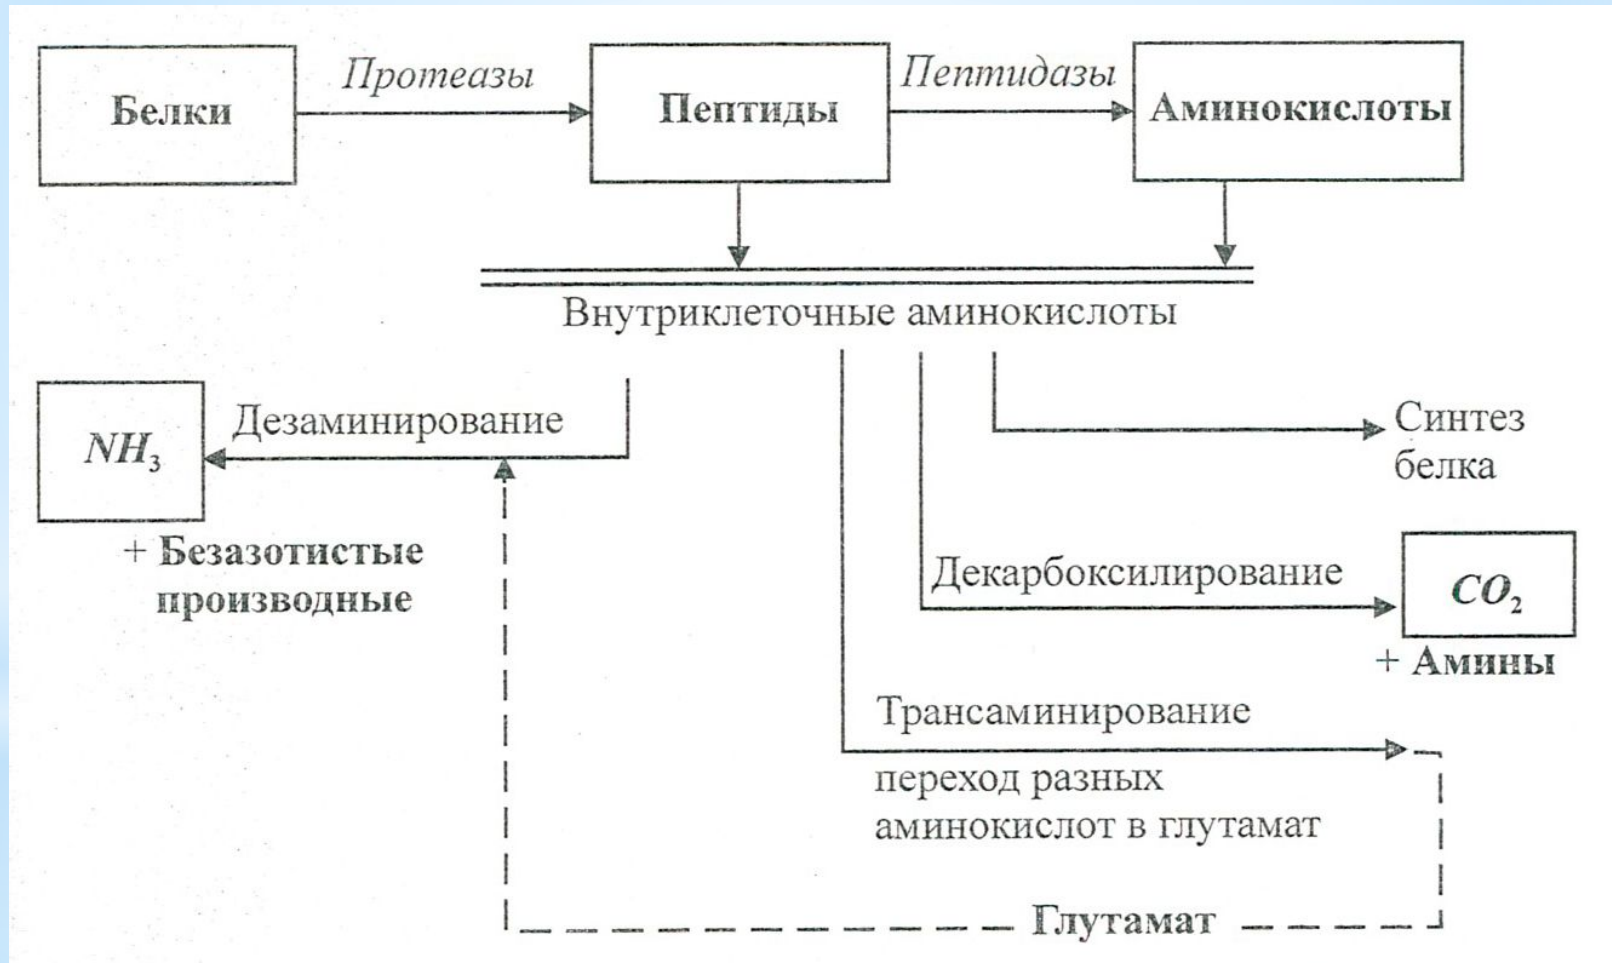 Протеазы
Пептидазы
Белки
Пептиды
Аминокислоты
Внутриклеточные аминокислоты
Дезаминирование
NH₃
+ Безазотистые
производные
Синтез
белка
Декарбоксилирование
CO₂
+ Амины
Трансаминирование
переход разных
аминокислот в глутамат
Глутамат